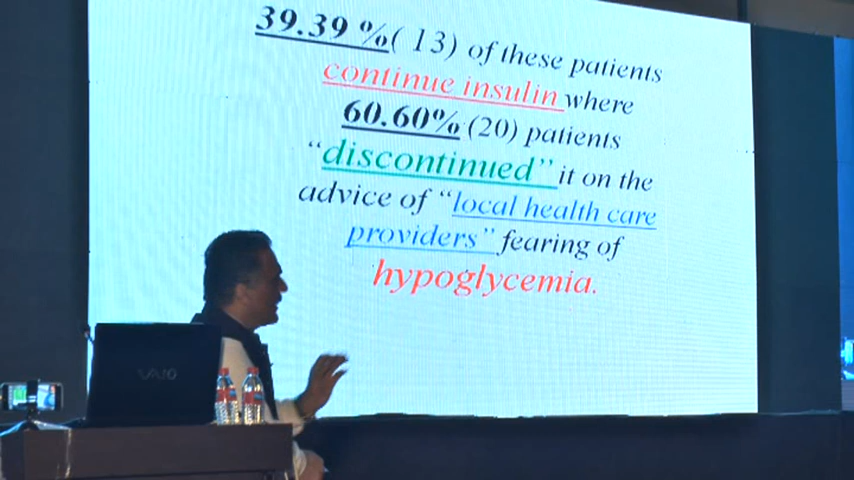 39.39 %( 13) of these patients
continue insulin where
60.60% (20) patients
“discontinued” it on the
advice of “local health care
providers” fearing of
hypoglycemia.
VAIO